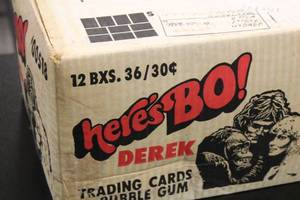 12 BXS. 36/30¢
here's BO!
DEREK
TRADING CARDS
BUBBLE GUM